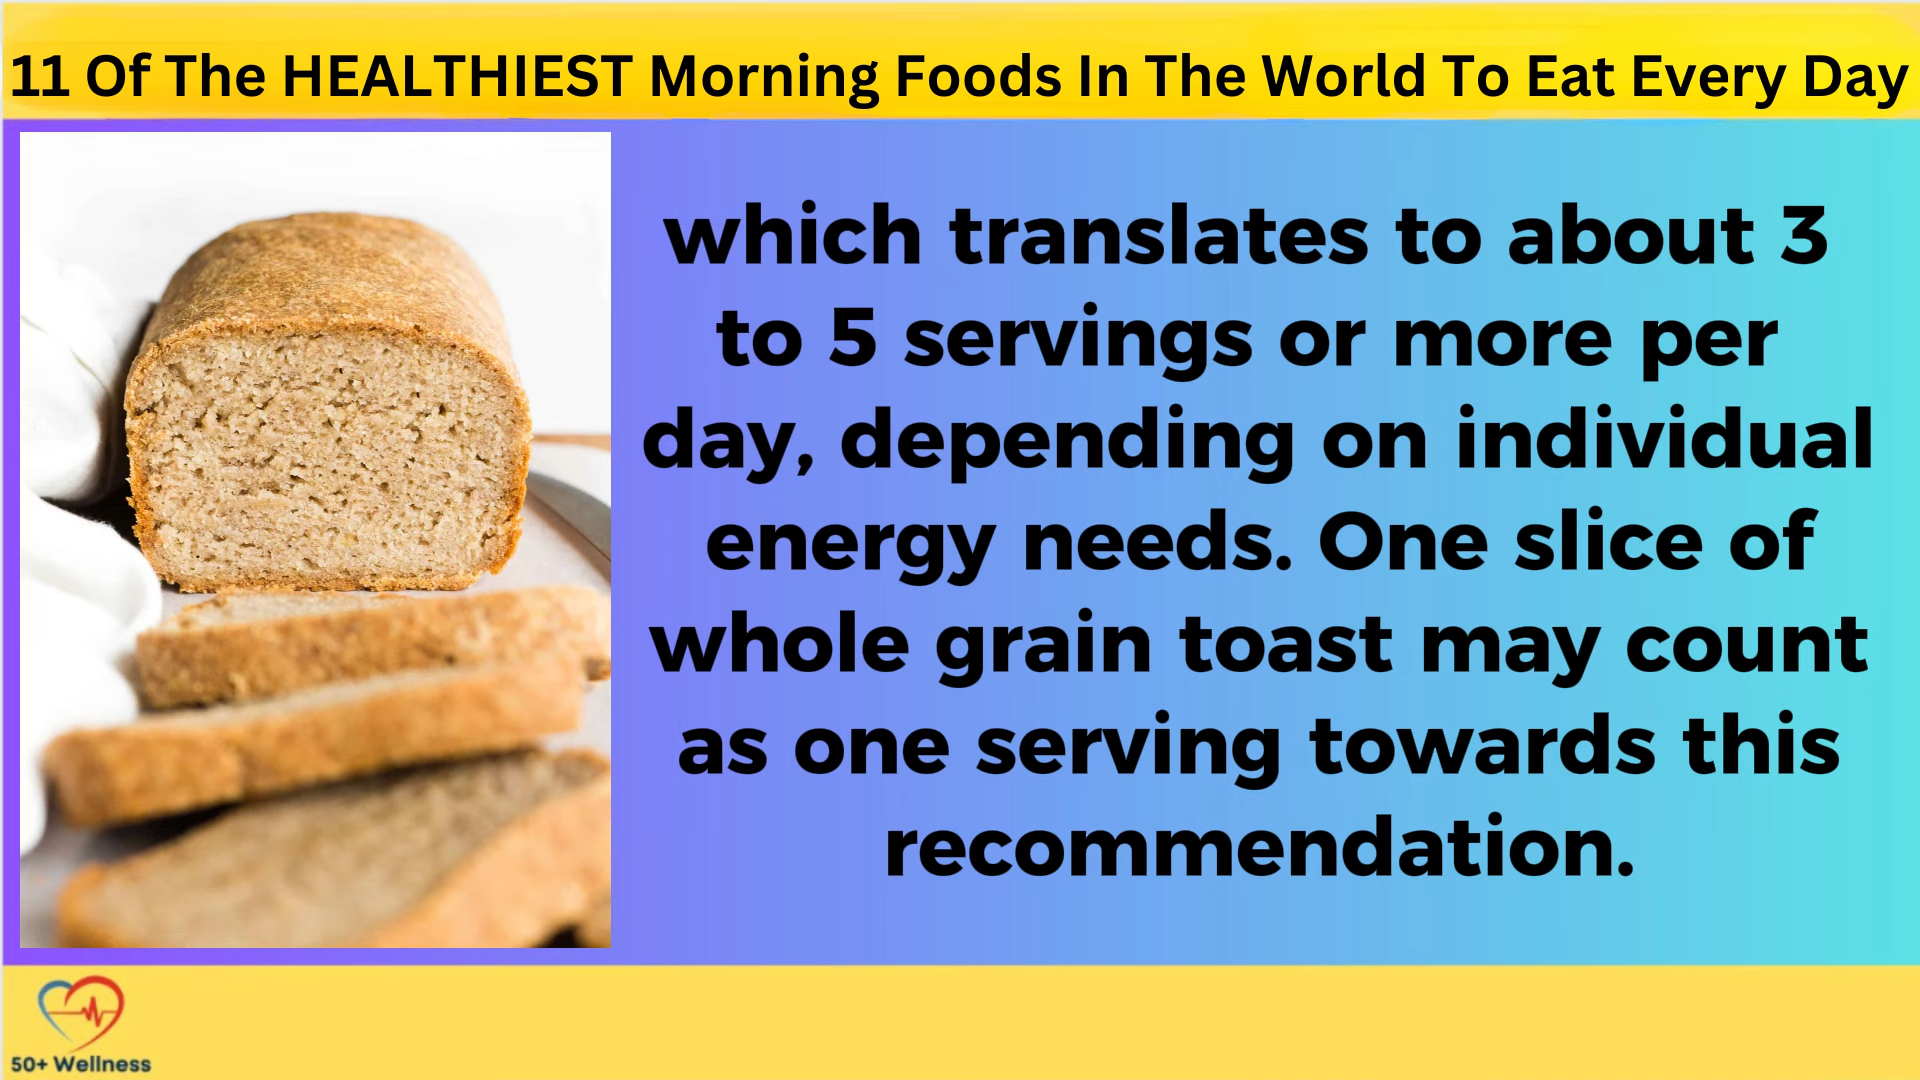 11 Of The HEALTHIEST Morning Foods In The World To Eat Every Day
which translates to about 3
to 5 servings or more per
day, depending on individual
energy needs. One slice of
whole grain toast may count
as one serving towards this
recommendation.
50+ Wellness